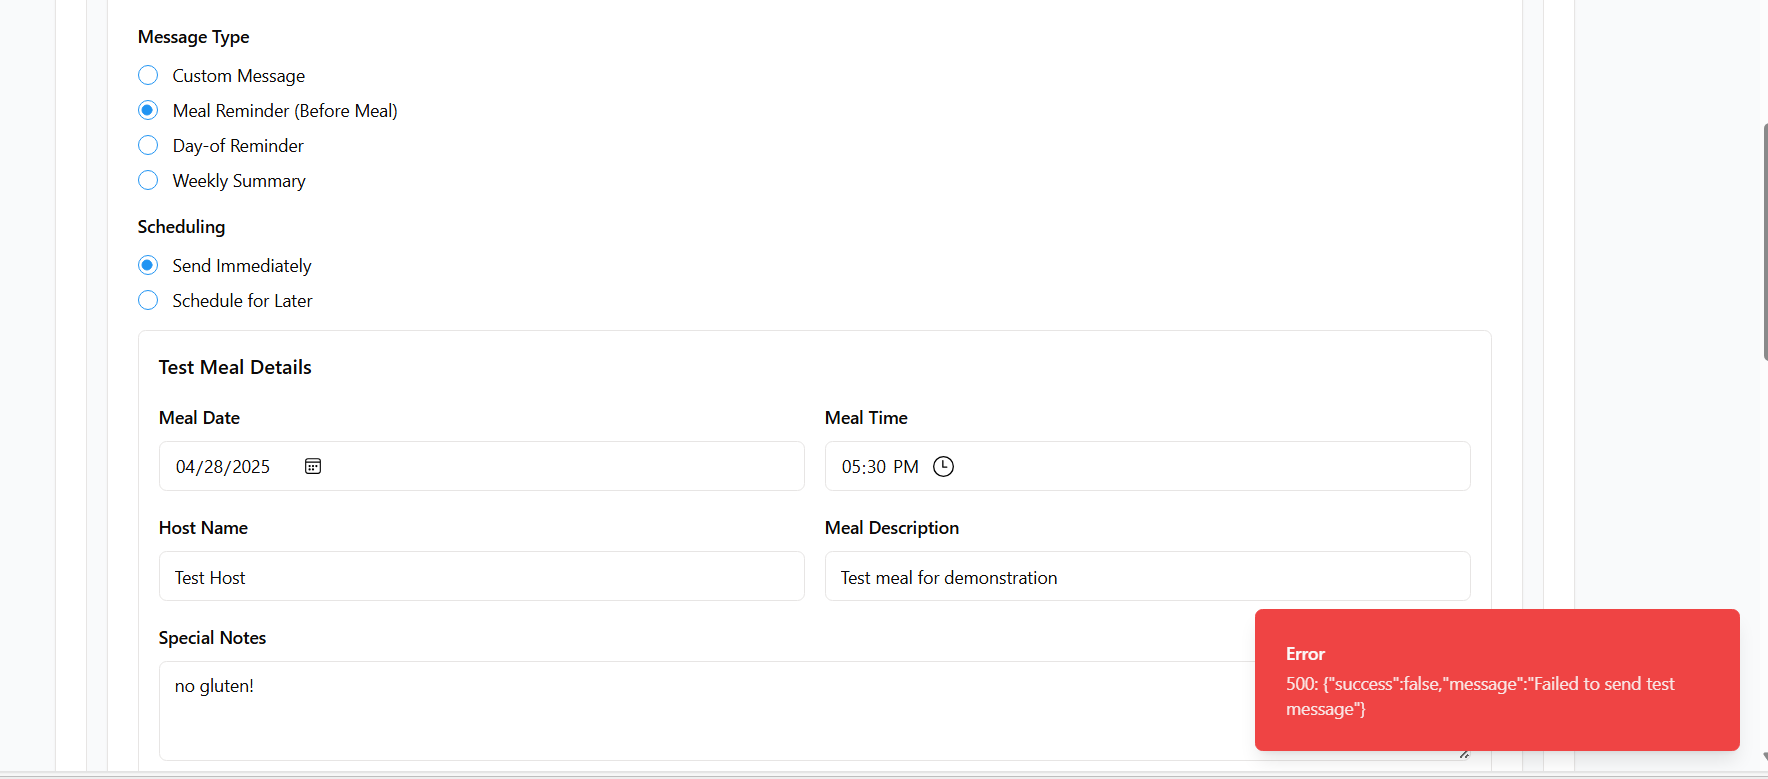 Message Type
Custom Message
Meal Reminder (Before Meal)
Day-of Reminder
Weekly Summary
Scheduling
Send Immediately
Schedule for Later
Test Meal Details
Meal Date
Meal Time
04/28/2025
05:30 PM
Host Name
Meal Description
Test Host
Test meal for demonstration
Special Notes
no gluten!
Error
500: {"success":false,"message":"Failed to send test
message"}